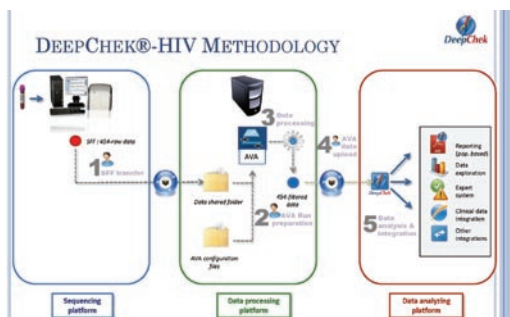 DEEPCHEK®-HIV METHODOLOGY
DeepChek
SFF / 454 raw data
1 SFF transfer
Data shared folder
AVA configuration
files
2 AVA Run
preparation
3 Data
processing
AVA
454 filtered
data
4 AVA
data
upload
DeepChek
5 Data
analysis &
integration
Reporting
Data
exploration
Expert
system
Clinical data
integration
Other
integrations
Sequencing
platform
Data processing
platform
Data analyzing
platform